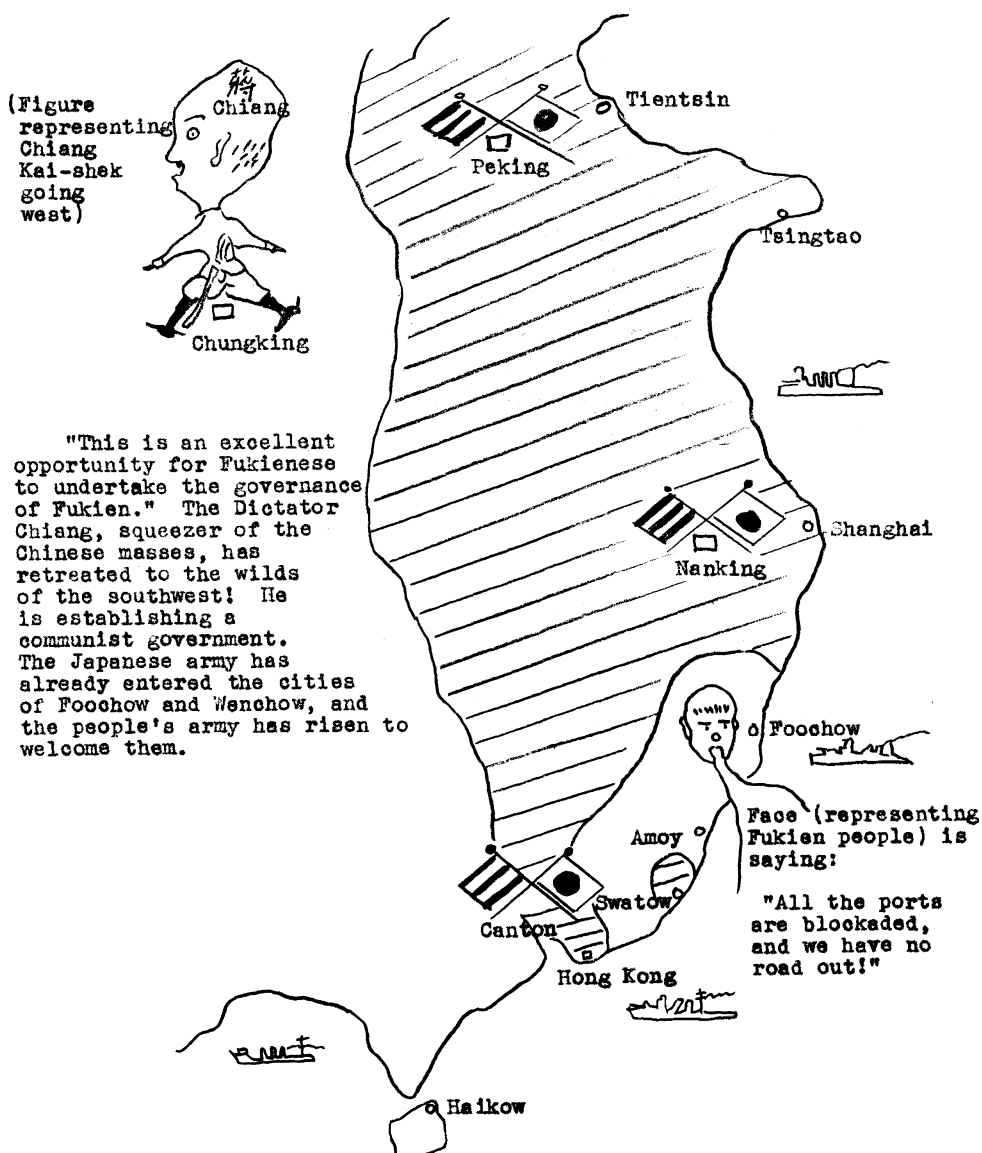 (Figure
representing
Chiang
Kai-shek
going
west)
蔣
Chiang
Chungking
Tientsin
Peking
Tsingtao
"This is an excellent
opportunity for Fukienese
to undertake the governance
of Fukien." The Dictator
Chiang, squeezer of the
Chinese masses, has
retreated to the wilds
of the southwest! He
is establishing a
communist government.
The Japanese army has
already entered the cities
of Foochow and Wenchow, and
the people's army has risen to
welcome them.
Shanghai
Nanking
Foochow
Face (representing
Fukien people) is
saying:
"All the ports
are blockaded,
and we have no
road out!"
Amoy
Swatow
Canton
Hong Kong
Haikow